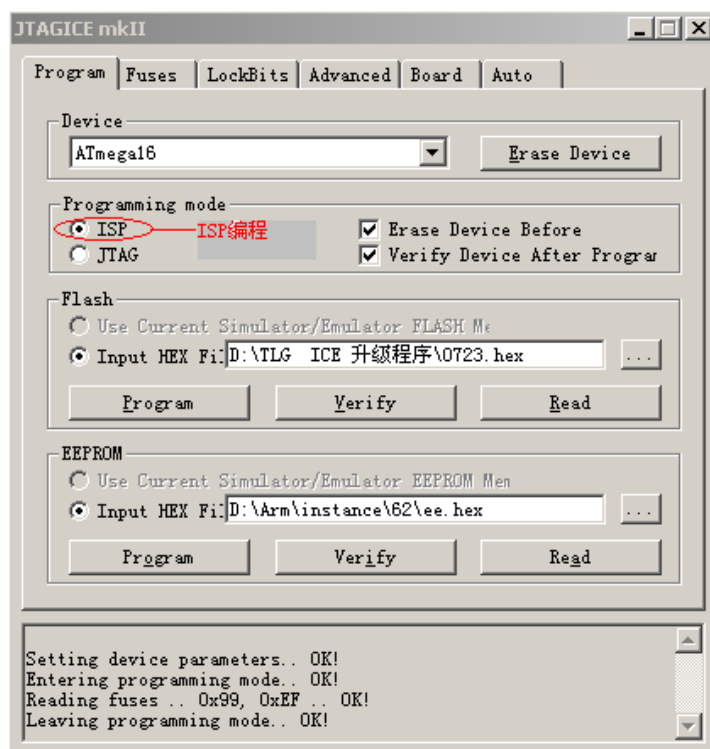 JTAGICE mkII
Program Fuses LockBits Advanced Board Auto
Device
ATmega16 Erase Device
Programming mode
ISP ISP编程 Erase Device Before
JTAG Verify Device After Program
Flash
Use Current Simulator/Emulator FLASH Me
Input HEX Fi D:\TLG ICE 升级程序\0723.hex ...
Program Verify Read
EEPROM
Use Current Simulator/Emulator EEPROM Mem
Input HEX Fi D:\Arm\instance\62\ee.hex ...
Program Verify Read
Setting device parameters.. OK!
Entering programming mode.. OK!
Reading fuses .. 0x99, 0xEF .. OK!
Leaving programming mode.. OK!